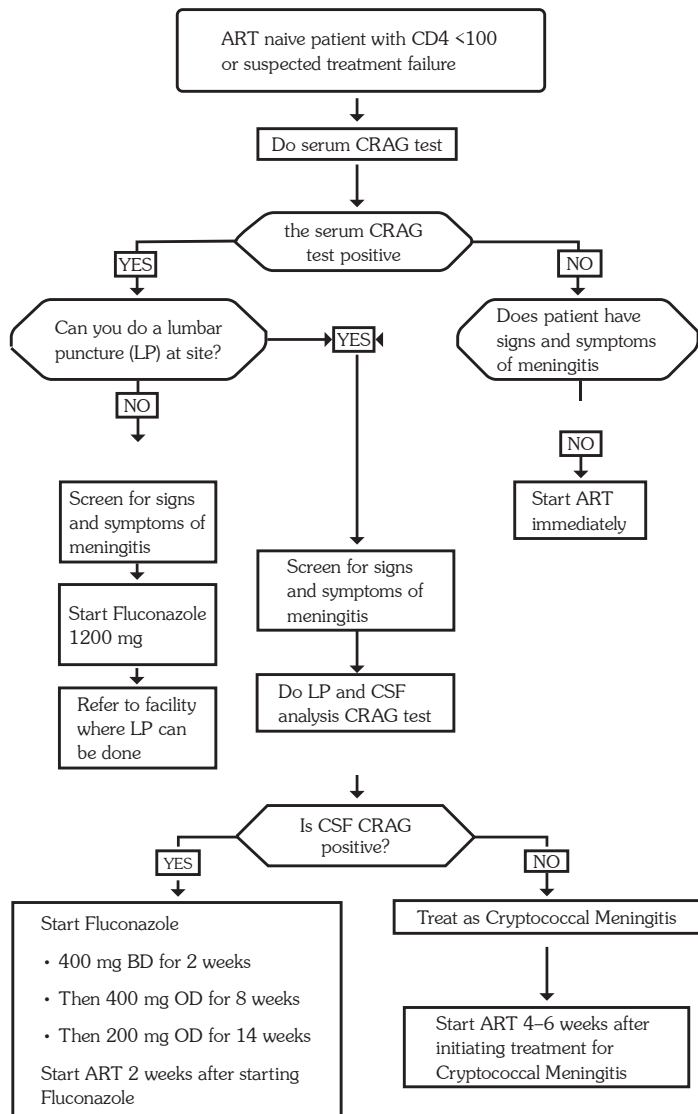 ART naive patient with CD4 <100
or suspected treatment failure
Do serum CRAG test
the serum CRAG
test positive
YES
NO
Can you do a lumbar
puncture (LP) at site?
YES
Does patient have
signs and symptoms
of meningitis
NO
NO
Screen for signs
and symptoms of
meningitis
Start ART
immediately
Screen for signs
and symptoms of
meningitis
Start Fluconazole
1200 mg
Do LP and CSF
analysis CRAG test
Refer to facility
where LP can
be done
Is CSF CRAG
positive?
YES
NO
Start Fluconazole
• 400 mg BD for 2 weeks
• Then 400 mg OD for 8 weeks
• Then 200 mg OD for 14 weeks
Start ART 2 weeks after starting
Fluconazole
Treat as Cryptococcal Meningitis
Start ART 4–6 weeks after
initiating treatment for
Cryptococcal Meningitis